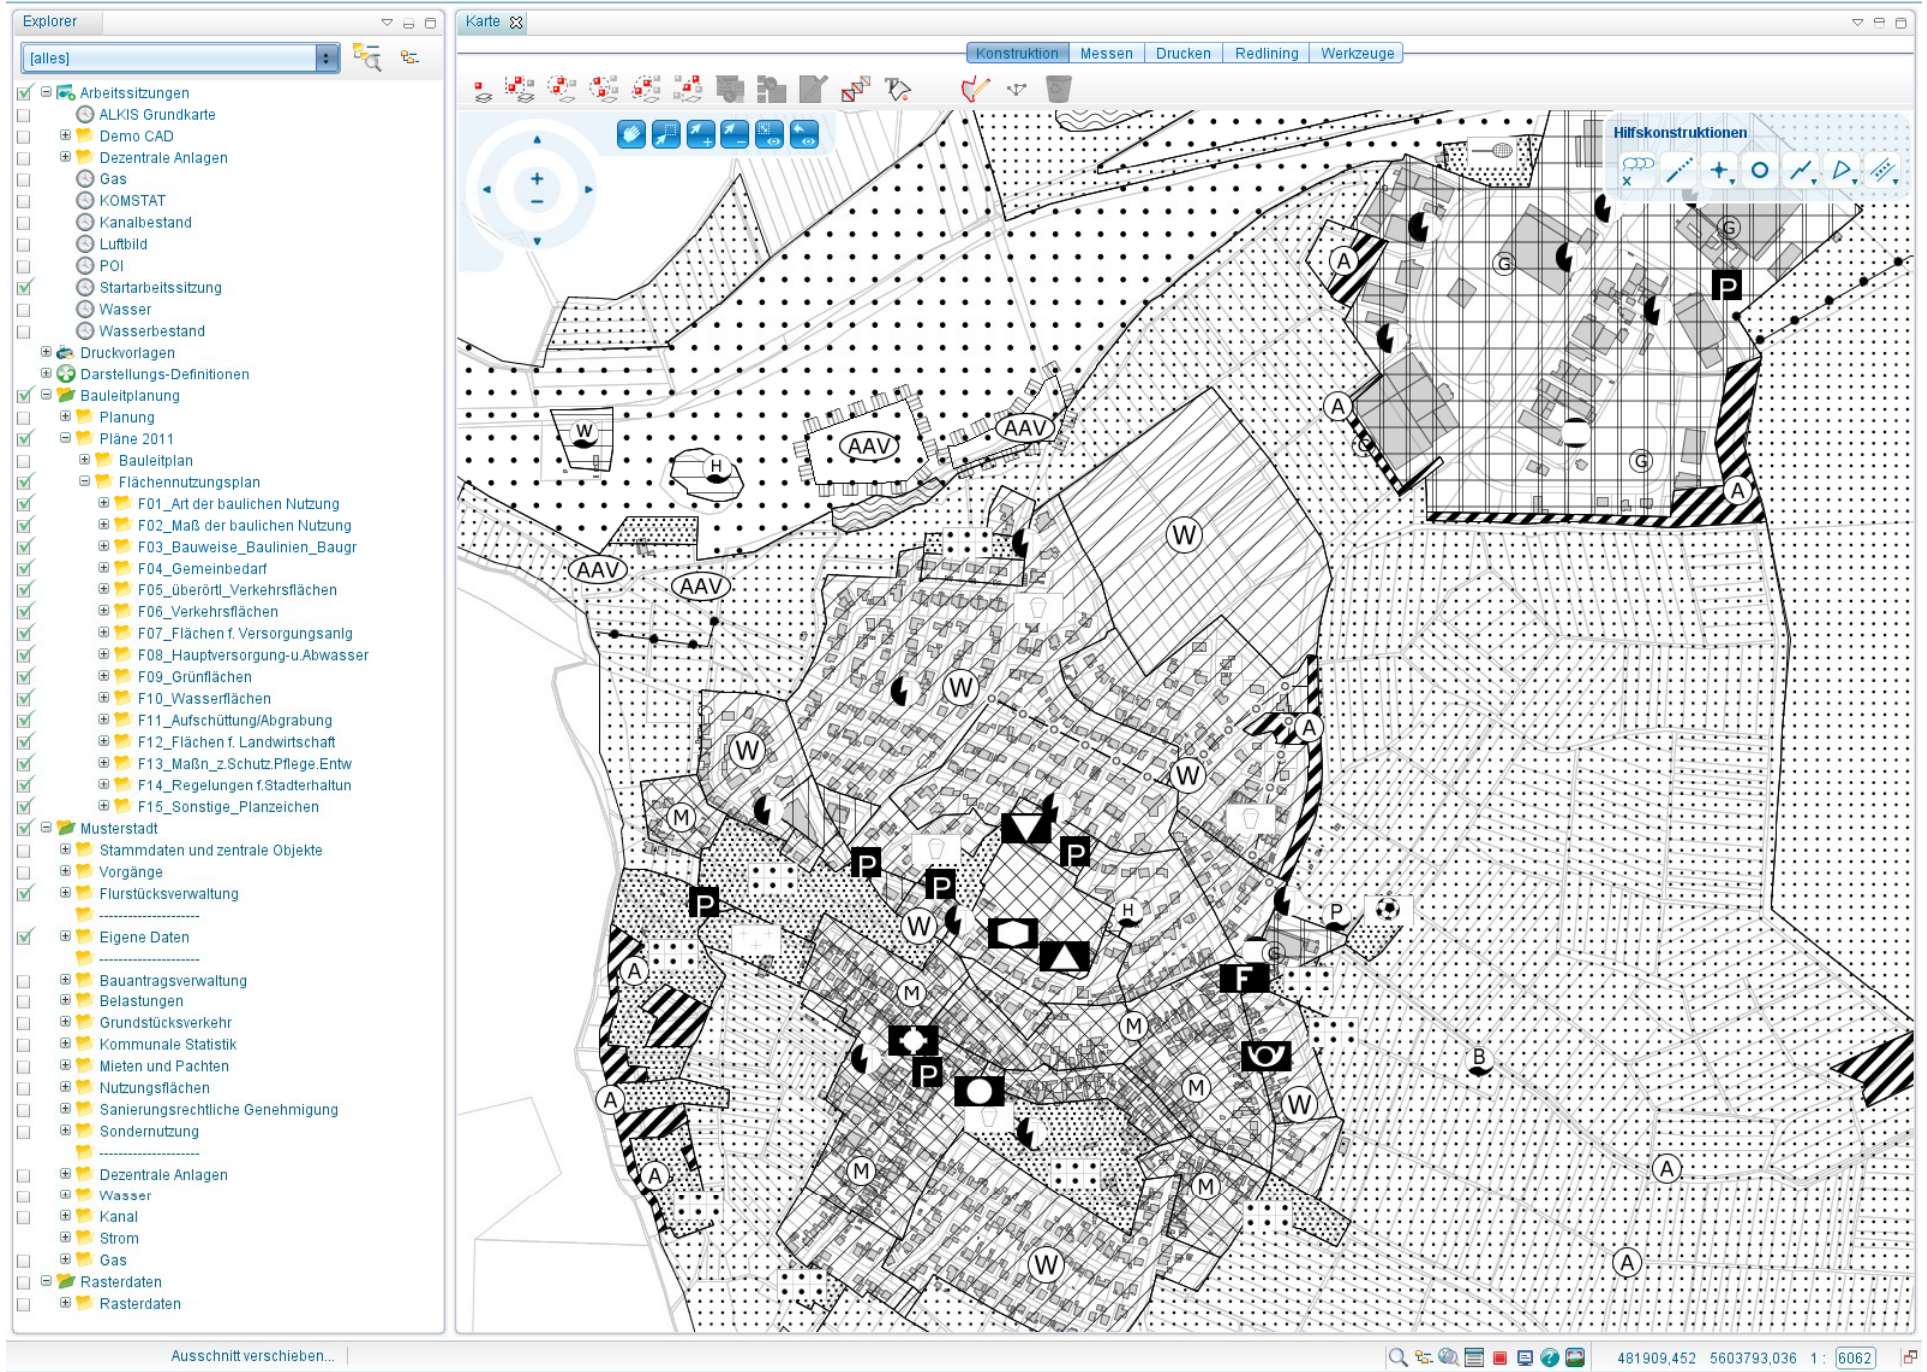 Explorer
[alles]
Arbeitssitzungen
ALKIS Grundkarte
Demo CAD
Dezentrale Anlagen
Gas
KOMSTAT
Kanalbestand
Luftbild
POI
Startarbeitssitzung
Wasser
Wasserbestand
Druckvorlagen
Darstellungs-Definitionen
Bauleitplanung
Planung
Pläne 2011
Bauleitplan
Flächennutzungsplan
F01_Art der baulichen Nutzung
F02_Maß der baulichen Nutzung
F03_Bauweise_Baulinien_Baugr
F04_Gemeinbedarf
F05_überörtl_Verkehrsflächen
F06_Verkehrsflächen
F07_Flächen f. Versorgungsanlg
F08_Hauptversorgung-u.Abwasser
F09_Grünflächen
F10_Wasserflächen
F11_Aufschüttung/Abgrabung
F12_Flächen f. Landwirtschaft
F13_Maßn_z.Schutz.Pflege.Entw
F14_Regelungen f.Stadterhaltun
F15_Sonstige_Planzeichen
Musterstadt
Stammdaten und zentrale Objekte
Vorgänge
Flurstücksverwaltung
---------------------
Eigene Daten
---------------------
Bauantragsverwaltung
Belastungen
Grundstücksverkehr
Kommunale Statistik
Mieten und Pachten
Nutzungsflächen
Sanierungsrechtliche Genehmigung
Sondernutzung
---------------------
Dezentrale Anlagen
Wasser
Kanal
Strom
Gas
Rasterdaten
Rasterdaten
Karte
Konstruktion Messen Drucken Redlining Werkzeuge
Hilfskonstruktionen
G
A G
P
A
W AAV AAV
H G G
A
W
AAV AAV
W
A
W W
M
P P
P
P
H P
W
A G
F
M
M
P B
M
A W
A
A M M
W A
Ausschnitt verschieben... 481909,452 5603793,036 1 : 6062